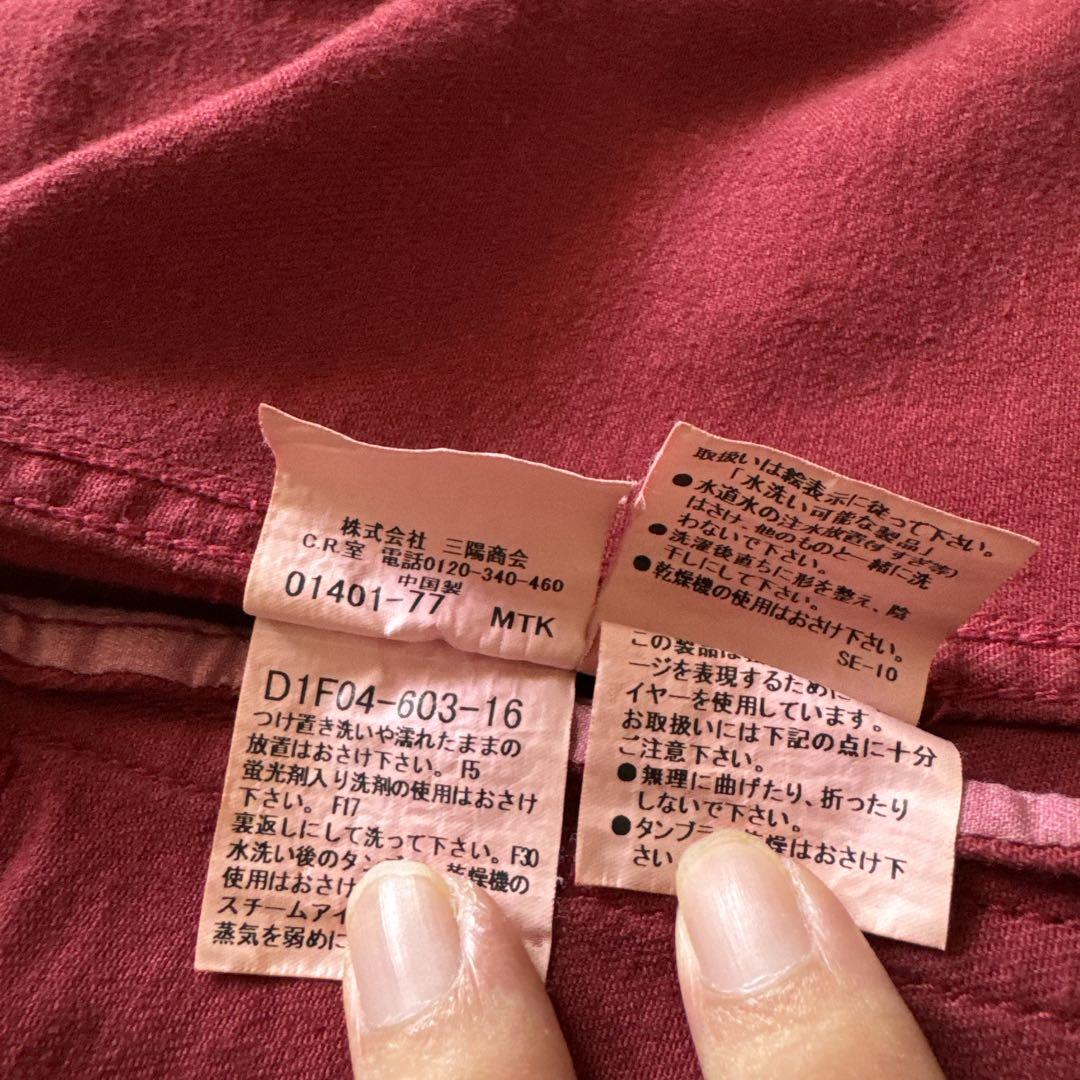 株式会社 三陽商会
C.R.室 電話0120-340-460
中国製
01401-77 MTK
D1F04-603-16
つけ置き洗いや濡れたままの
放置はおさけ下さい。 F5
蛍光剤入り洗剤の使用はおさけ
下さい。 F17
裏返しにして洗って下さい。F30
水洗い後のタン 乾燥機の
使用はおさけ
スチームアイ
蒸気を弱めに
取扱いは絵表示に従って下さい。
「水洗い可能な製品」
●水道水の注水放置(すすぎ等)
はさけ、他のものと一緒に洗
わないで下さい。
●洗濯後直ちに形を整え、陰
干しにして下さい。
●乾燥機の使用はおさけ下さい。
SE-10
この製品は
ージを表現するために
イヤーを使用しています。
お取扱いには下記の点に十分
ご注意下さい。
●無理に曲げたり、折ったり
しないで下さい。
●タンブラ 乾燥はおさけ下
さい